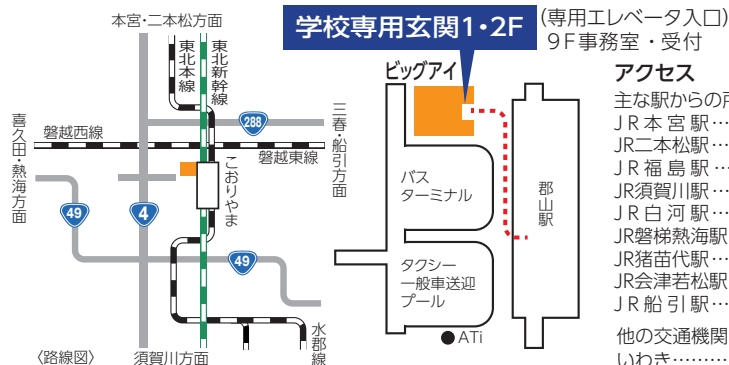 本宮・二本松方面
東北本線
東北新幹線
288
喜久田・熱海方面
磐越西線
磐越東線
三春・船引方面
こおりやま
49
4
49
水郡線
〈路線図〉
須賀川方面
学校専用玄関1・2F
(専用エレベータ入口)
9F事務室・受付
ビッグアイ
バス
ターミナル
郡山駅
タクシー
一般車送迎
プール
●ATi
アクセス
主な駅からの所
JR本宮駅…
JR二本松駅…
JR福島駅…
JR須賀川駅…
JR白河駅…
JR磐梯熱海駅
JR猪苗代駅…
JR会津若松駅
JR船引駅…
他の交通機関
いわき………